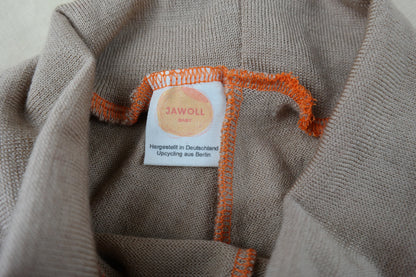 JAWOLL
BABY
Hergestellt in Deutschland
Upcycling aus Berlin